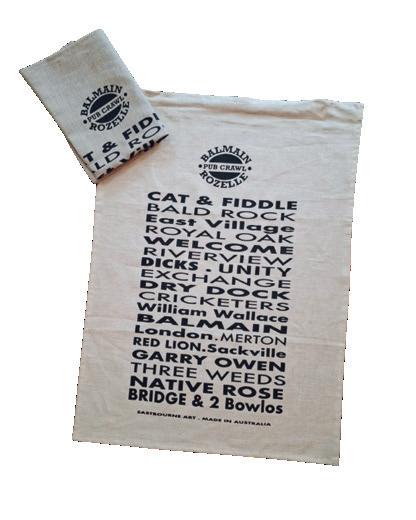 BALMAIN
PUB CRAWL
ROZELLE
T & FIDI
ALD RO
BALMAIN
PUB CRAWL
ROZELLE
CAT & FIDDLE
BALD ROCK
East Village
ROYAL OAK
WELCOME
RIVERVIEW
DICKS - UNITY
EXCHANGE
DRY DOCK
CRICKETERS
William Wallace
BALMAIN
London. MERTON
RED LION.Sackville
GARRY OWEN
THREE WEEDS
NATIVE ROSE
BRIDGE & 2 Bowlos
EASTBOURNE ART - MADE IN AUSTRALIA